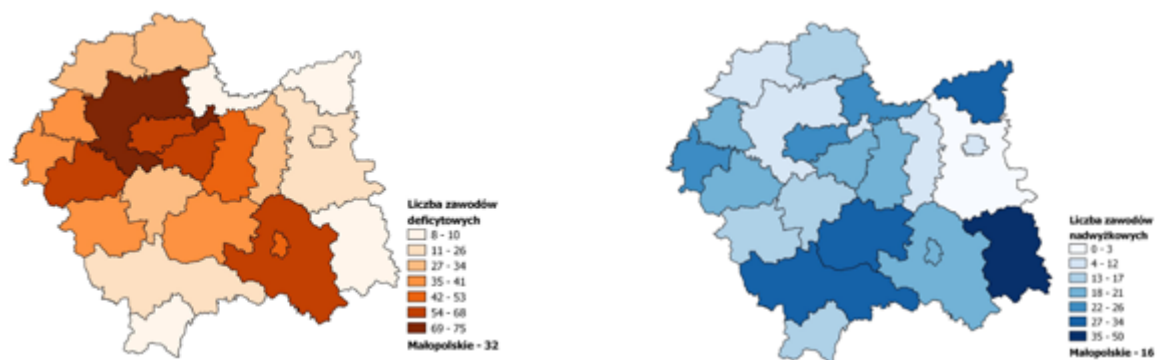 Liczba zawodów
deficytowych
8 - 10
11 - 26
27 - 34
35 - 41
42 - 53
54 - 68
69 - 75
Małopolskie - 32
Liczba zawodów
nadwyżkowych
0 - 3
4 - 12
13 - 17
18 - 21
22 - 26
27 - 34
35 - 50
Małopolskie - 16